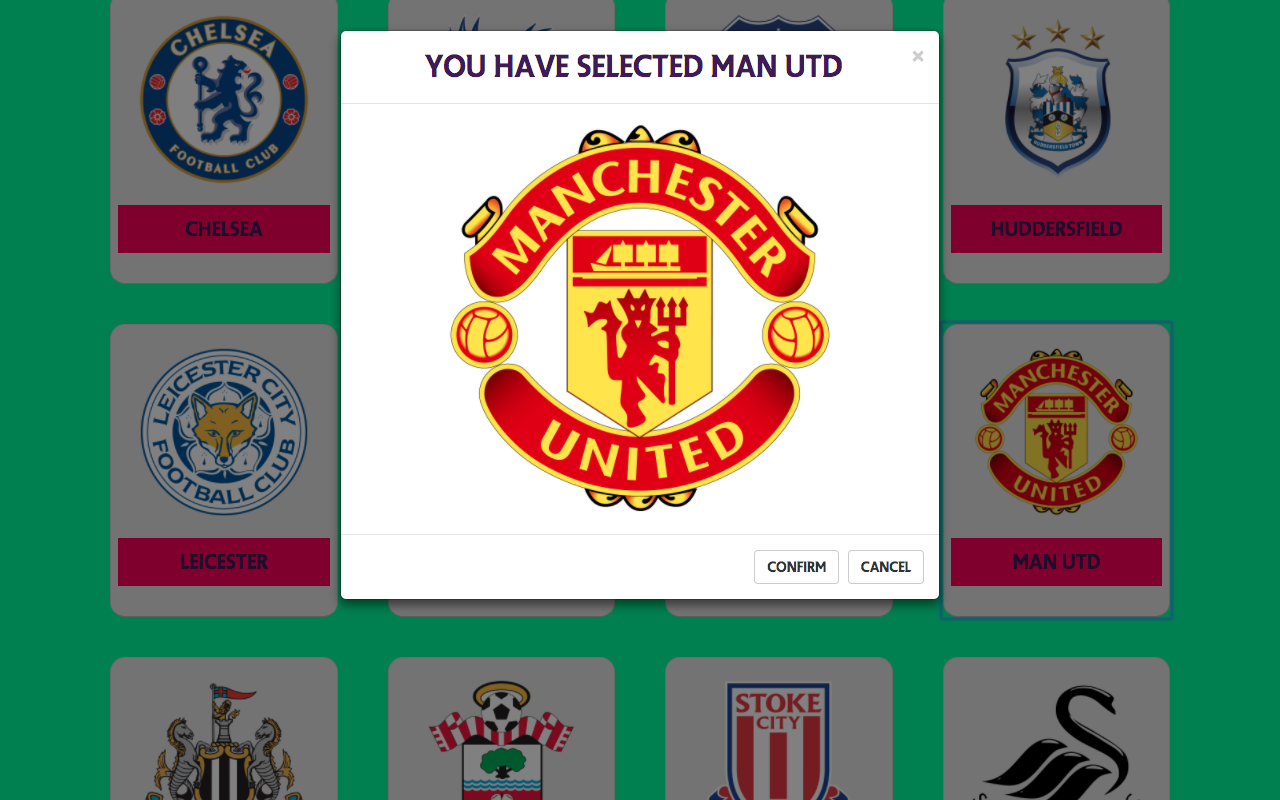 CHELSEA
FOOTBALL CLUB
CHELSEA
YOU HAVE SELECTED MAN UTD
×
MANCHESTER
UNITED
CONFIRM
CANCEL
HUDDERSFIELD TOWN
HUDDERSFIELD
LEICESTER CITY
FOOTBALL CLUB
LEICESTER
MANCHESTER
UNITED
MAN UTD
STOKE
CITY